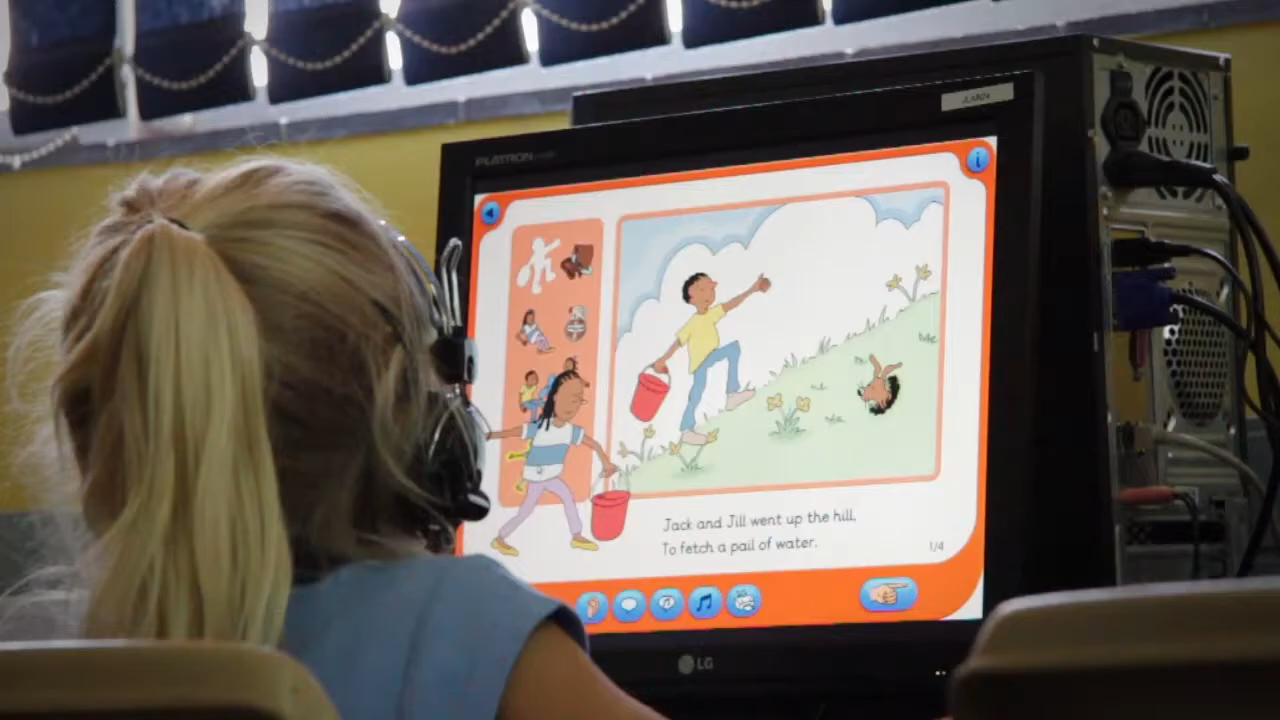 FLATRON
i
Jack and Jill went up the hill,
To fetch a pail of water.
1/4
LG